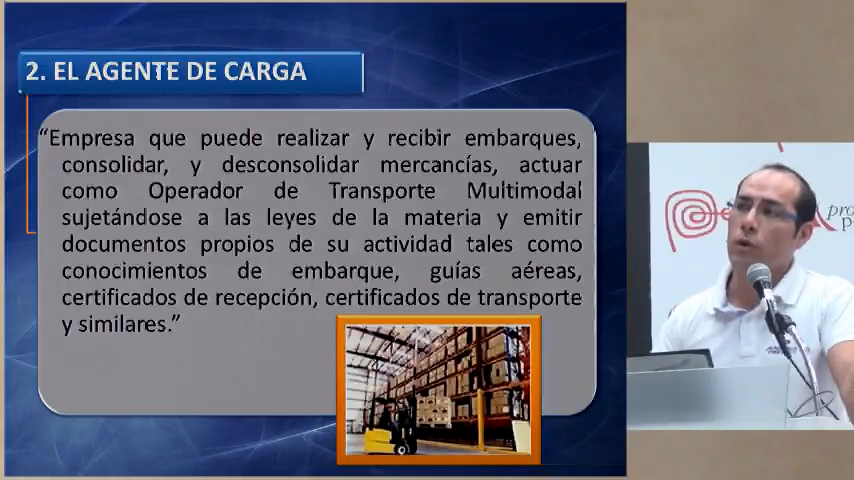 2. EL AGENTE DE CARGA
“Empresa que puede realizar y recibir embarques,
consolidar, y desconsolidar mercancías, actuar
como Operador de Transporte Multimodal
sujetándose a las leyes de la materia y emitir
documentos propios de su actividad tales como
conocimientos de embarque, guías aéreas,
certificados de recepción, certificados de transporte
y similares.”